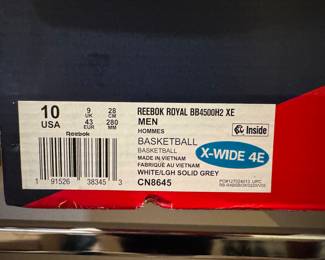 10 USA
9 UK 28 CM
43 EUR 280 MM
Reebok
REEBOK ROYAL BB4500H2 XE
MEN
HOMMES
Inside
BASKETBALL
BASKETBALL
X-WIDE 4E
MADE IN VIETNAM
FABRIQUÉ AU VIETNAM
WHITE/LGH SOLID GREY
CN8645
1 91526 38345 3